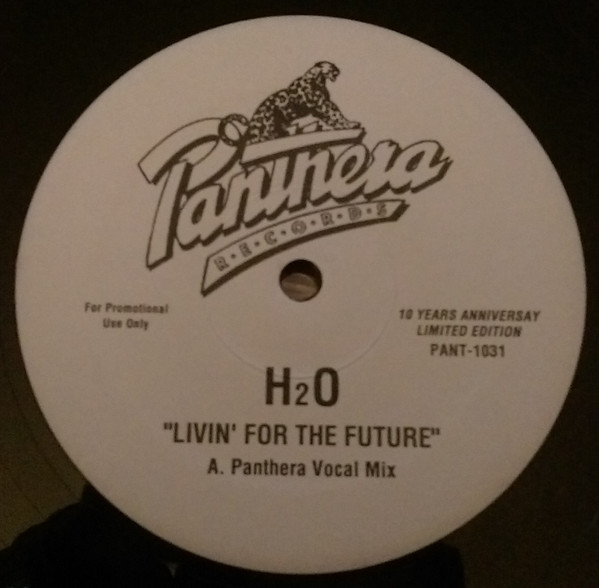 Panthera
R·E·C·O·R·D·S
For Promotional
Use Only
10 YEARS ANNIVERSAY
LIMITED EDITION
PANT-1031
H2O
"LIVIN' FOR THE FUTURE"
A. Panthera Vocal Mix